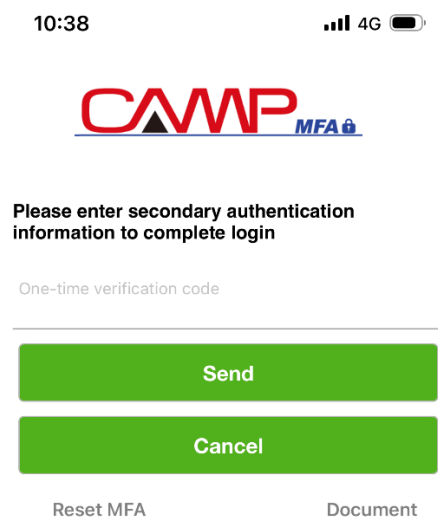 10:38 4G
CAMP MFA
Please enter secondary authentication
information to complete login
One-time verification code
Send
Cancel
Reset MFA Document